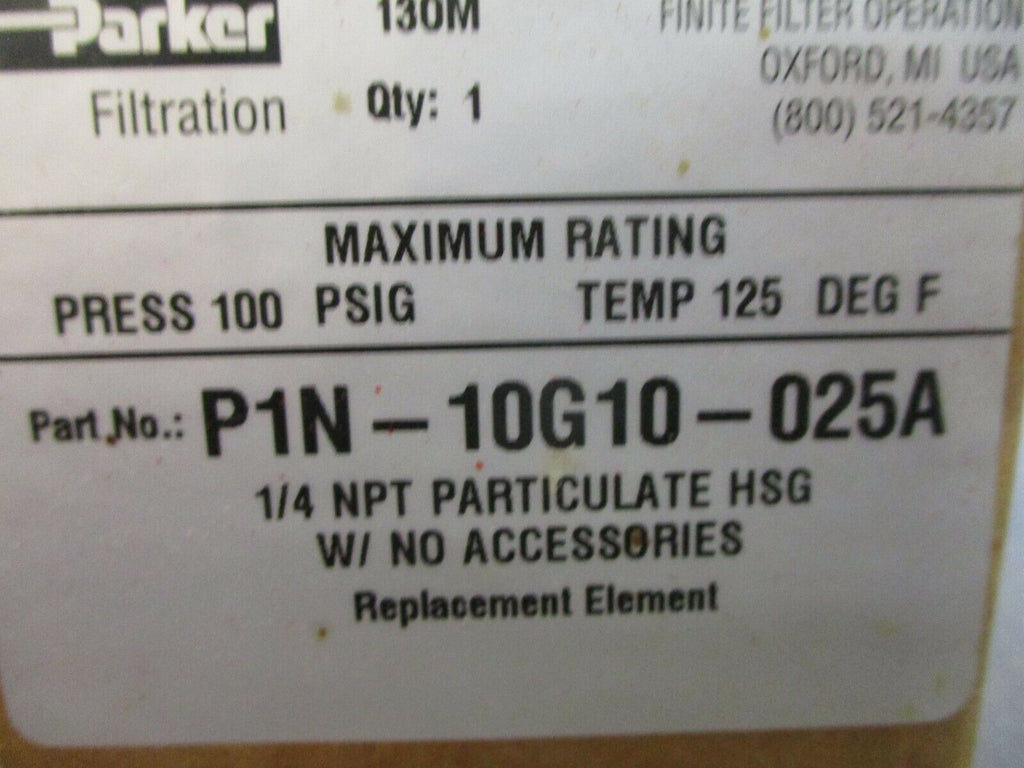 Parker 130M FINITE FILTER OPERATION
OXFORD, MI USA
Filtration Qty: 1 (800) 521-4357
MAXIMUM RATING
PRESS 100 PSIG TEMP 125 DEG F
Part No.: P1N - 10G10 - 025A
1/4 NPT PARTICULATE HSG
W/ NO ACCESSORIES
Replacement Element